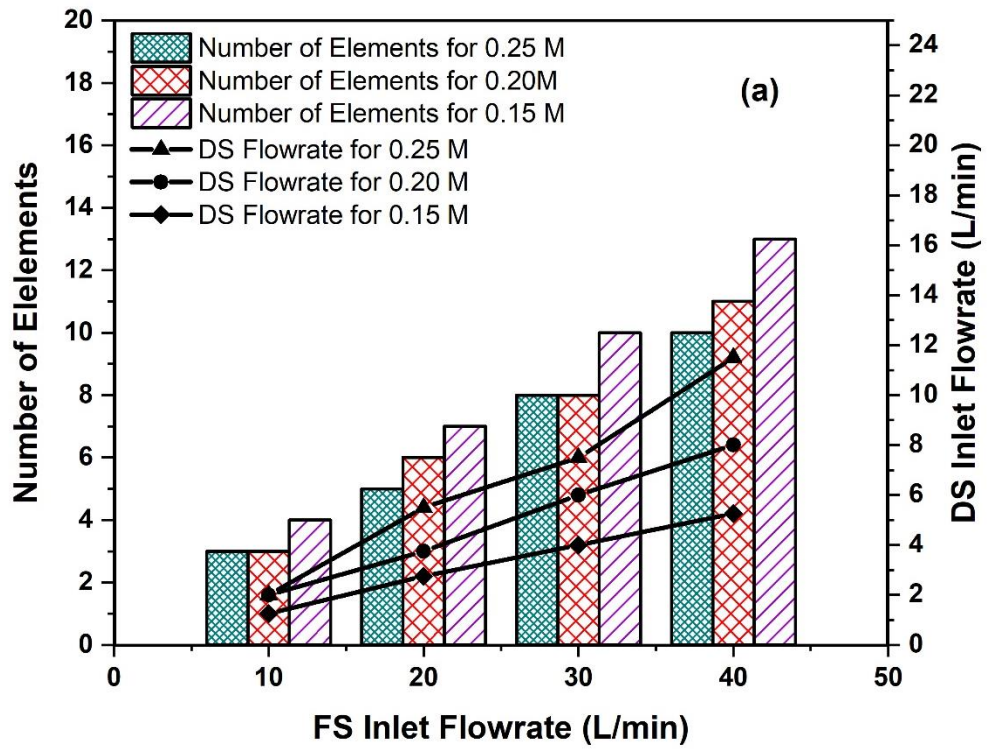 Number of Elelements
20
18
16
14
12
10
8
6
4
2
0
Number of Elements for 0.25 M
Number of Elements for 0.20M
Number of Elements for 0.15 M
DS Flowrate for 0.25 M
DS Flowrate for 0.20 M
DS Flowrate for 0.15 M
(a)
24
22
20
18
16
14
12
10
8
6
4
2
0
DS Inlet Flowrate (L/min)
0 10 20 30 40 50
FS Inlet Flowrate (L/min)